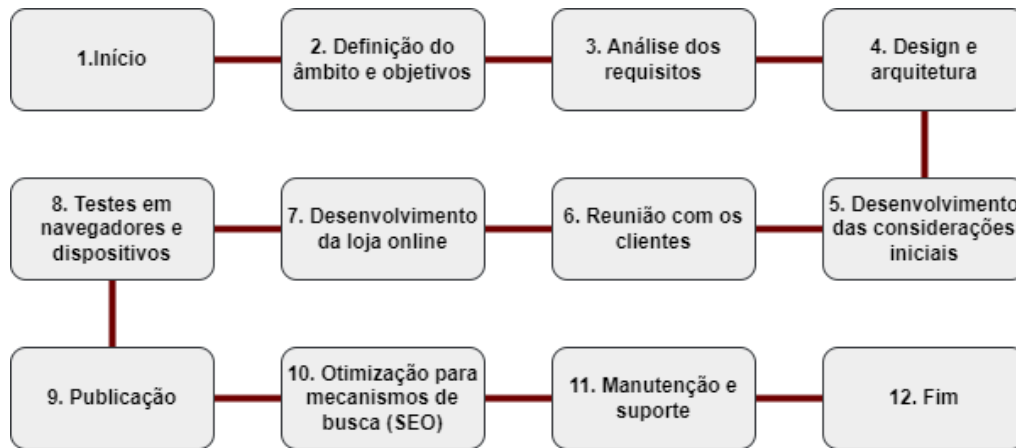 1.Início
2. Definição do
âmbito e objetivos
3. Análise dos
requisitos
4. Design e
arquitetura
5. Desenvolvimento
das considerações
iniciais
6. Reunião com os
clientes
7. Desenvolvimento
da loja online
8. Testes em
navegadores e
dispositivos
9. Publicação
10. Otimização para
mecanismos de
busca (SEO)
11. Manutenção e
suporte
12. Fim